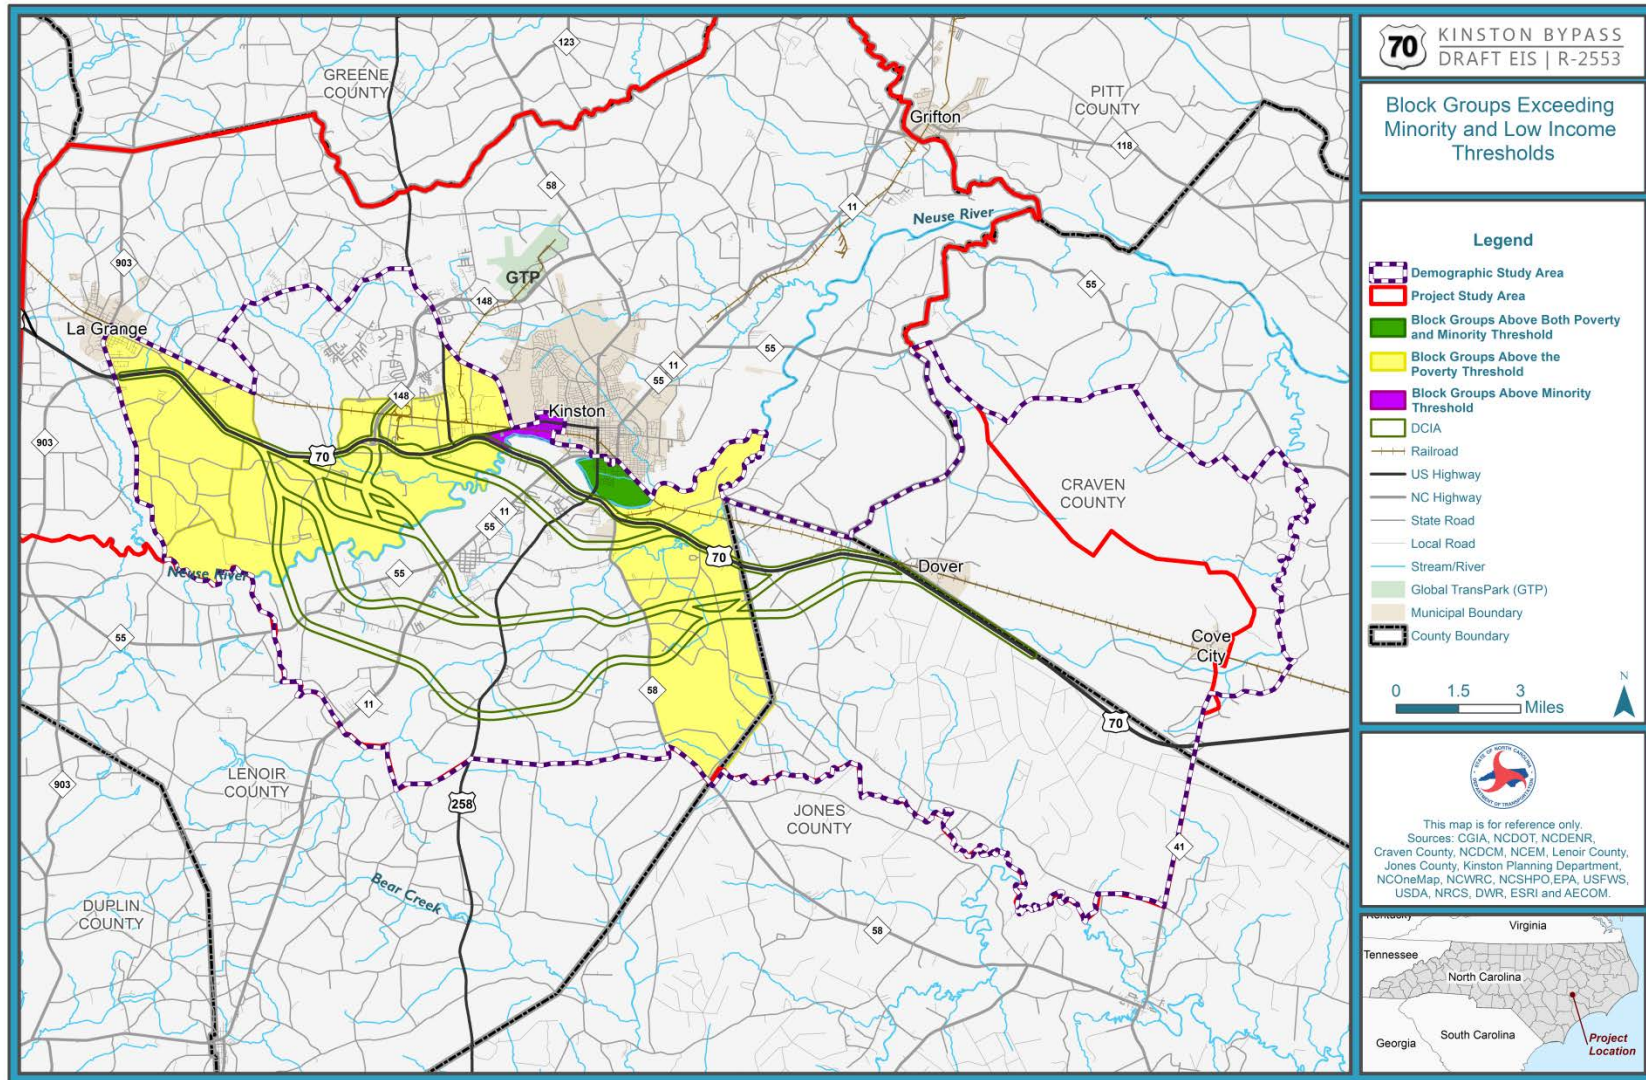 123
GREENE
COUNTY
PITT
COUNTY
Grifton
118
58
11
Neuse River
903
GTP
148
55
La Grange
55
11
55
148
Kinston
903
70
CRAVEN
COUNTY
11
55
70
Dover
55
Neuse River
55
Cove
City
58
11
70
LENOIR
COUNTY
903
258
JONES
COUNTY
41
Bear Creek
DUPLIN
COUNTY
58
70
KINSTON BYPASS
DRAFT EIS | R-2553
Block Groups Exceeding
Minority and Low Income
Thresholds
Legend
Demographic Study Area
Project Study Area
Block Groups Above Both Poverty
and Minority Threshold
Block Groups Above the
Poverty Threshold
Block Groups Above Minority
Threshold
DCIA
Railroad
US Highway
NC Highway
State Road
Local Road
Stream/River
Global TransPark (GTP)
Municipal Boundary
County Boundary
N
0 1.5 3
Miles
STATE OF NORTH CAROLINA
DEPARTMENT OF TRANSPORTATION
This map is for reference only.
Sources: CGIA, NCDOT, NCDENR,
Craven County, NCDCM, NCEM, Lenoir County,
Jones County, Kinston Planning Department,
NCOneMap, NCWRC, NCSHPO,EPA, USFWS,
USDA, NRCS, DWR, ESRI and AECOM.
Kentucky
Virginia
Tennessee
North Carolina
South Carolina
Georgia
Project
Location